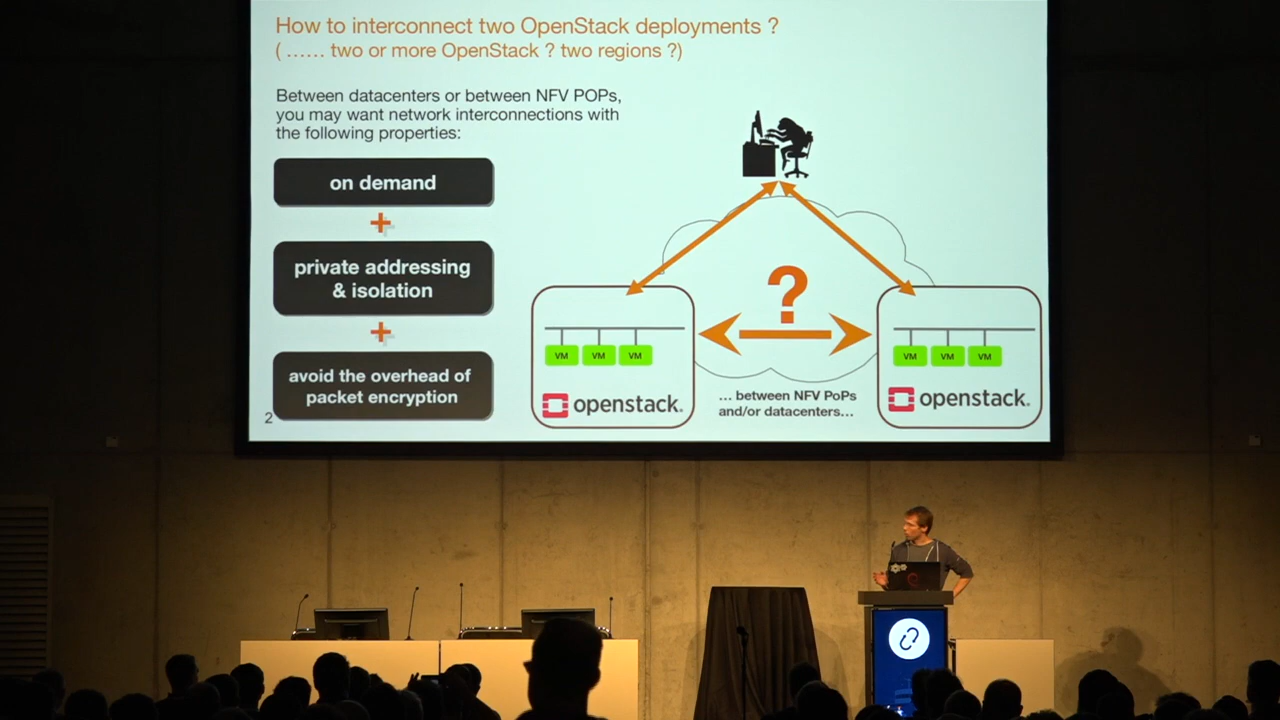 How to interconnect two OpenStack deployments ?
( ...... two or more OpenStack ? two regions ?)
Between datacenters or between NFV POPs,
you may want network interconnections with
the following properties:
on demand
+
private addressing
& isolation
+
avoid the overhead of
packet encryption
2
?
VM VM VM
openstack.
... between NFV PoPs
and/or datacenters...
VM VM VM
openstack.